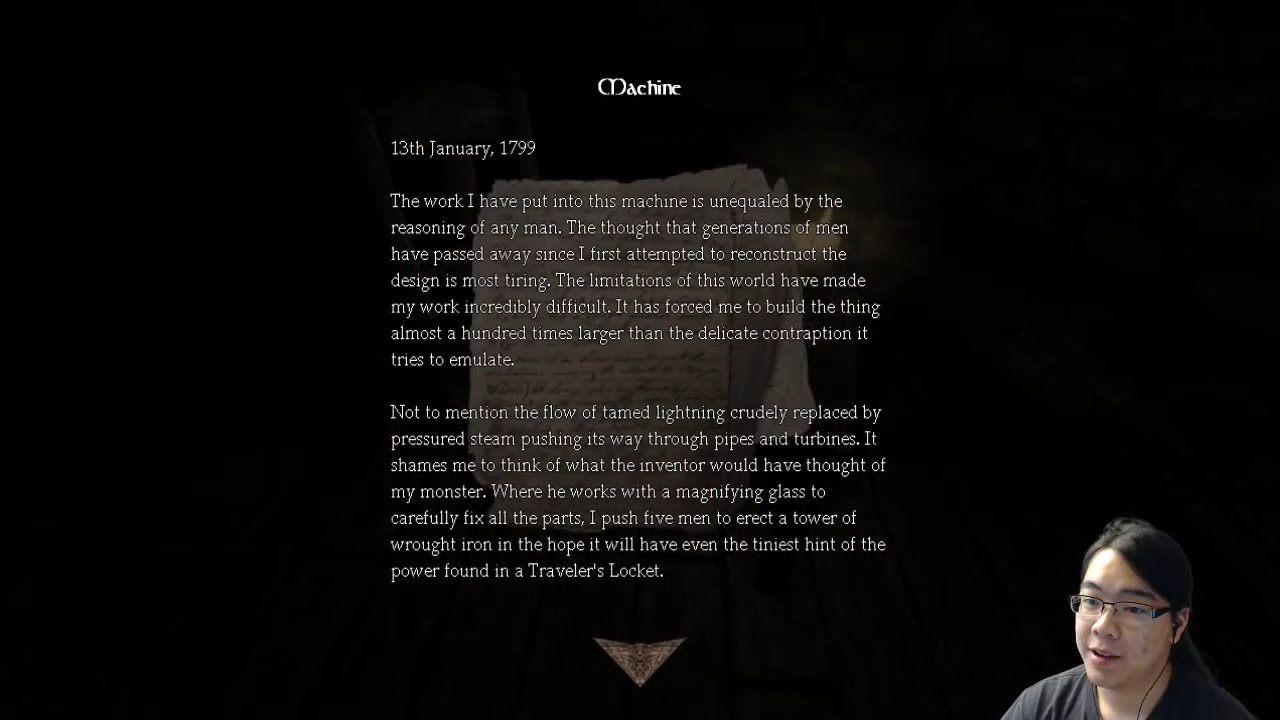 Machine
13th January, 1799
The work I have put into this machine is unequaled by the
reasoning of any man. The thought that generations of men
have passed away since I first attempted to reconstruct the
design is most tiring. The limitations of this world have made
my work incredibly difficult. It has forced me to build the thing
almost a hundred times larger than the delicate contraption it
tries to emulate.
Not to mention the flow of tamed lightning crudely replaced by
pressured steam pushing its way through pipes and turbines. It
shames me to think of what the inventor would have thought of
my monster. Where he works with a magnifying glass to
carefully fix all the parts, I push five men to erect a tower of
wrought iron in the hope it will have even the tiniest hint of the
power found in a Traveler's Locket.